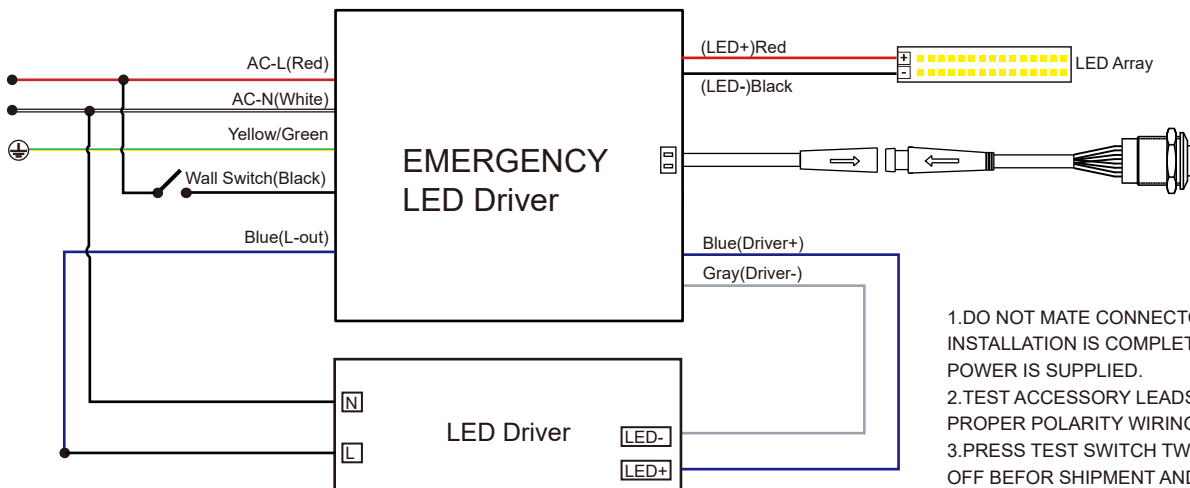 AC-L(Red)
AC-N(White)
Yellow/Green
Wall Switch(Black)
Blue(L-out)
EMERGENCY
LED Driver
(LED+)Red
(LED-)Black
+
-
LED Array
Blue(Driver+)
Gray(Driver-)
N
L
LED Driver
LED-
LED+
1.DO NOT MATE
INSTALLATION IS
POWER IS SUPPLIED.
2.TEST ACCESSORY LEADS
PROPER POLARITY
3.PRESS TEST SWITCH
OFF BEFOR SHIPMENT